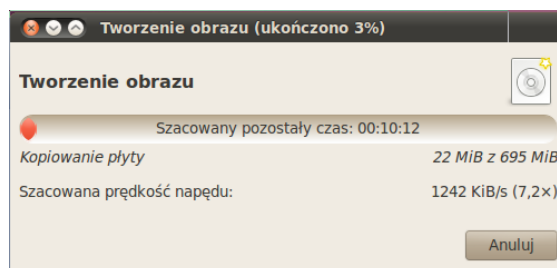 Tworzenie obrazu (ukończono 3%)
Tworzenie obrazu
Szacowany pozostały czas: 00:10:12
Kopiowanie płyty 22 MiB z 695 MiB
Szacowana prędkość napędu: 1242 KiB/s (7,2×)
Anuluj